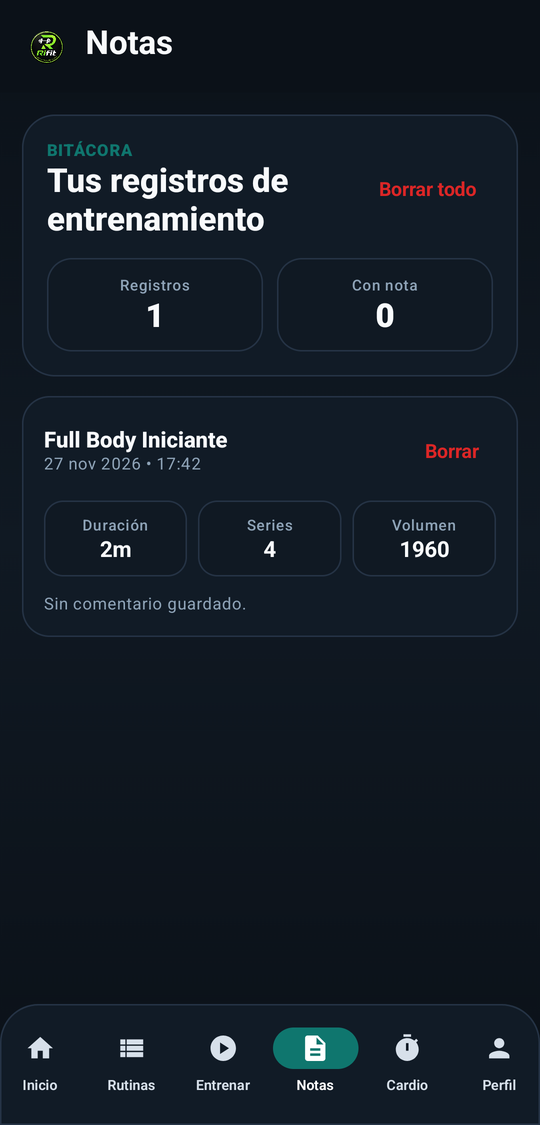 Rifit
Notas
BITÁCORA
Tus registros de
entrenamiento
Borrar todo
Registros
1
Con nota
0
Full Body Iniciante
27 nov 2026 • 17:42
Borrar
Duración
2m
Series
4
Volumen
1960
Sin comentario guardado.
Inicio
Rutinas
Entrenar
Notas
Cardio
Perfil